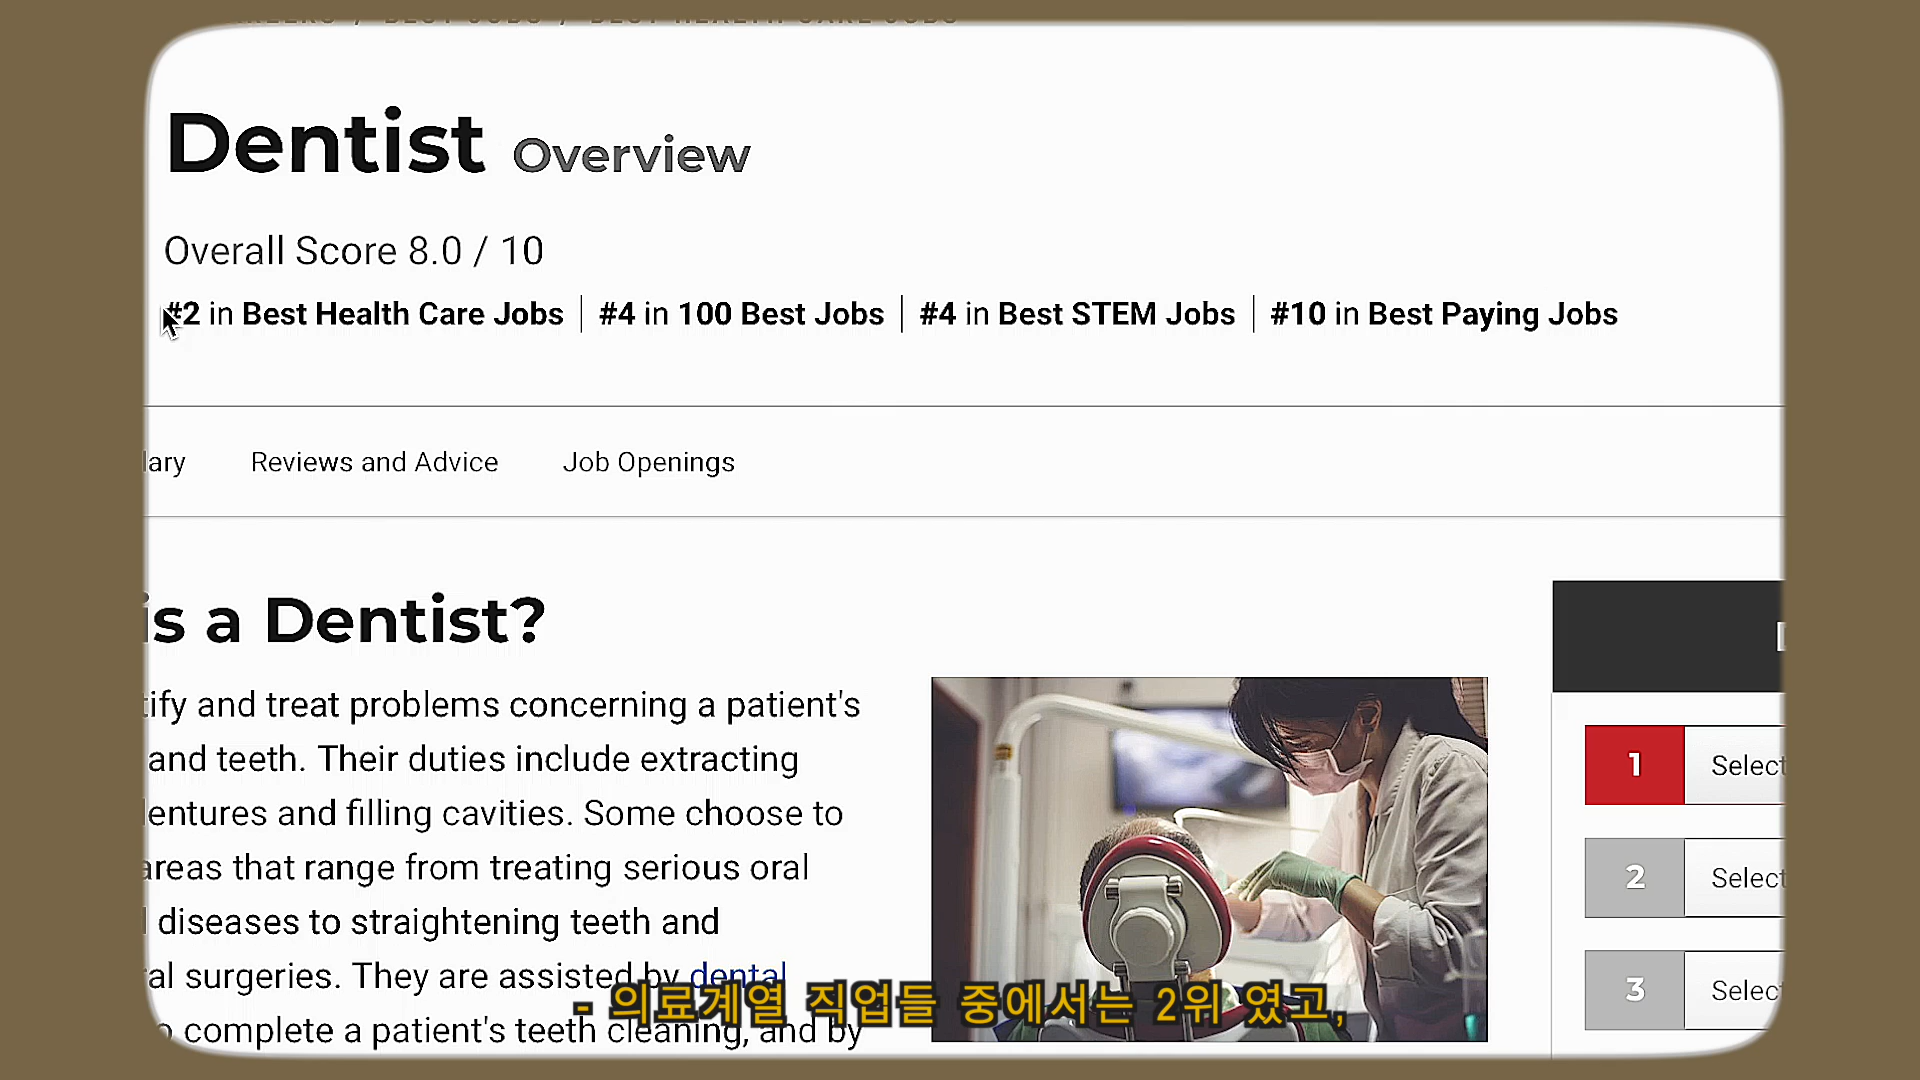 Dentist Overview
Overall Score 8.0 / 10
#2 in Best Health Care Jobs | #4 in 100 Best Jobs | #4 in Best STEM Jobs | #10 in Best Paying Jobs
lary Reviews and Advice Job Openings
is a Dentist?
tify and treat problems concerning a patient's
and teeth. Their duties include extracting
entures and filling cavities. Some choose to
areas that range from treating serious oral
diseases to straightening teeth and
al surgeries. They are assisted by dental
complete a patient's teeth cleaning, and by
1 Select
2 Select
3 Select
- 의료계열 직업들 중에서는 2위 였고,